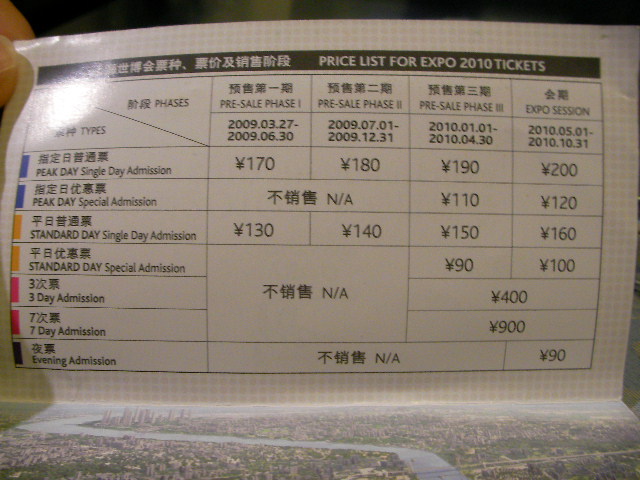 世博会票种、票价及销售阶段 PRICE LIST FOR EXPO 2010 TICKETS
阶段 PHASES
票种 TYPES
预售第一期
PRE-SALE PHASE I
预售第二期
PRE-SALE PHASE II
预售第三期
PRE-SALE PHASE III
会期
EXPO SESSION
2009.03.27-
2009.06.30
2009.07.01-
2009.12.31
2010.01.01-
2010.04.30
2010.05.01-
2010.10.31
指定日普通票
PEAK DAY Single Day Admission
¥170 ¥180 ¥190 ¥200
指定日优惠票
PEAK DAY Special Admission
不销售 N/A ¥110 ¥120
平日普通票
STANDARD DAY Single Day Admission
¥130 ¥140 ¥150 ¥160
平日优惠票
STANDARD DAY Special Admission
¥90 ¥100
3次票
3 Day Admission
不销售 N/A ¥400
7次票
7 Day Admission
¥900
夜票
Evening Admission
不销售 N/A ¥90